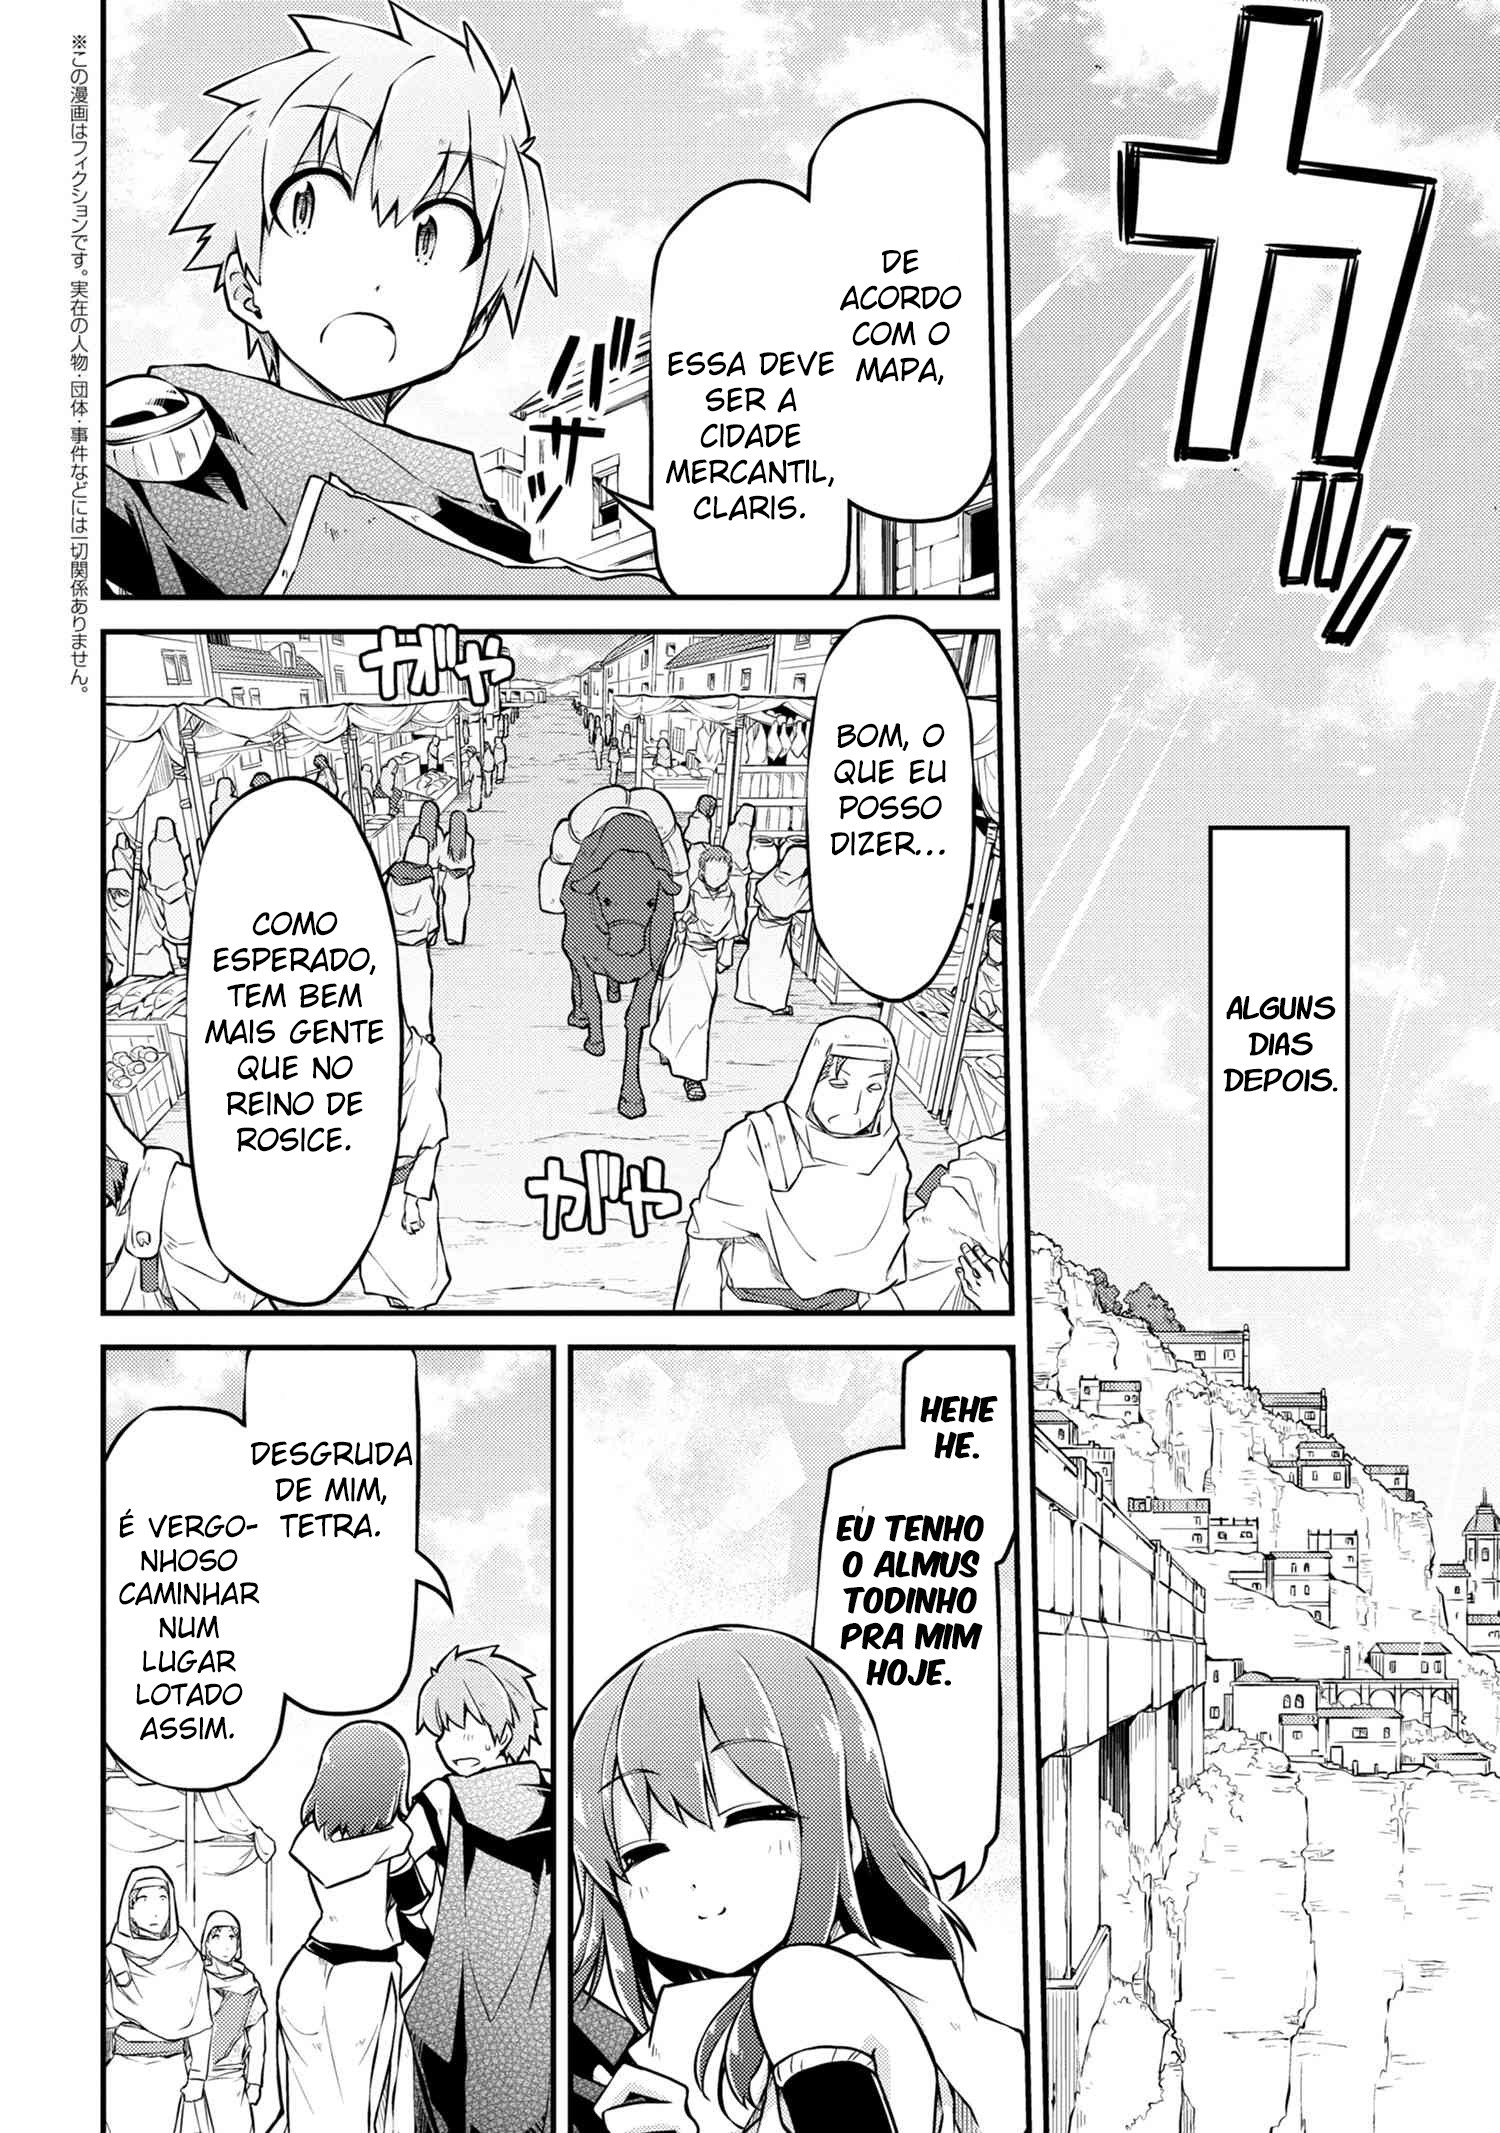 カッ
ALGUNS
DIAS
DEPOIS.
DE
ACORDO
COM O
MAPA,
ESSA DEVE
SER A
CIDADE
MERCANTIL,
CLARIS.
ザッ
※この漫画はフィクションです。実在の人物・団体・事件などには一切関係ありません。
BOM, O
QUE EU
POSSO
DIZER...
ガヤ
COMO
ESPERADO,
TEM BEM
MAIS GENTE
QUE NO
REINO DE
ROSICE.
ガヤ
HEHE
HE.
EU TENHO
O ALMUS
TODINHO
PRA MIM
HOJE.
DESGRUDA
DE MIM,
TETRA.
É VERGO-
NHOSO
CAMINHAR
NUM
LUGAR
LOTADO
ASSIM.